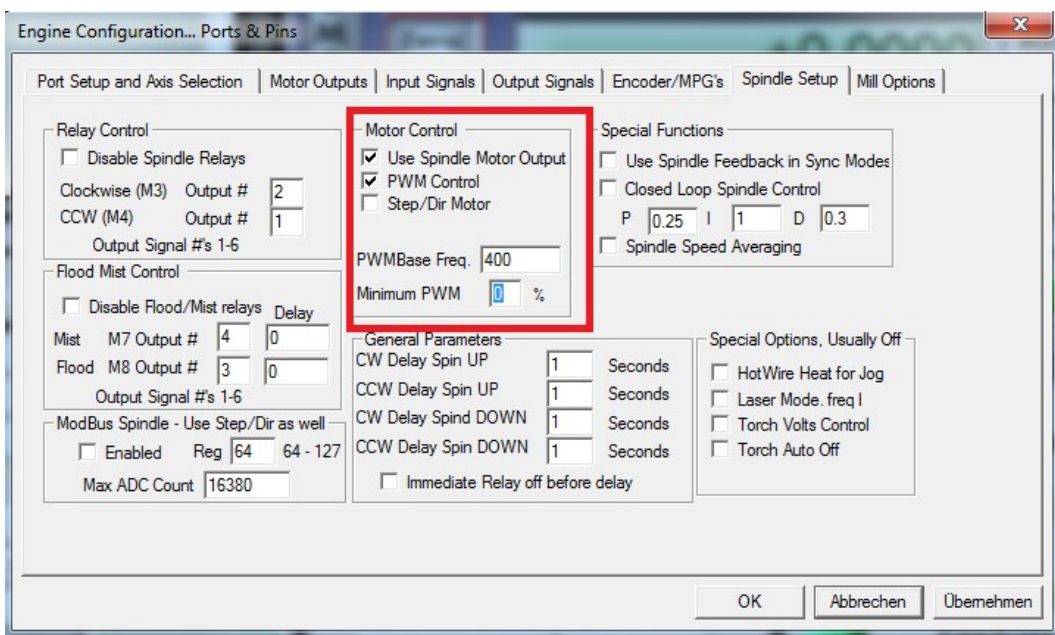 Engine Configuration... Ports & Pins
Port Setup and Axis Selection
Motor Outputs
Input Signals
Output Signals
Encoder/MPG's
Spindle Setup
Mill Options
Relay Control
Disable Spindle Relays
Clockwise (M3) Output # 2
CCW (M4) Output # 1
Output Signal #'s 1-6
Flood Mist Control
Disable Flood/Mist relays Delay
Mist M7 Output # 4 0
Flood M8 Output # 3 0
Output Signal #'s 1-6
ModBus Spindle - Use Step/Dir as well
Enabled Reg 64 64 - 127
Max ADC Count 16380
Motor Control
Use Spindle Motor Output
PWM Control
Step/Dir Motor
PWMBase Freq. 400
Minimum PWM 0 %
General Parameters
CW Delay Spin UP 1 Seconds
CCW Delay Spin UP 1 Seconds
CW Delay Spind DOWN 1 Seconds
CCW Delay Spin DOWN 1 Seconds
Immediate Relay off before delay
Special Functions
Use Spindle Feedback in Sync Modes
Closed Loop Spindle Control
P 0.25 I 1 D 0.3
Spindle Speed Averaging
Special Options, Usually Off
HotWire Heat for Jog
Laser Mode. freq l
Torch Volts Control
Torch Auto Off
OK
Abbrechen
Übernehmen